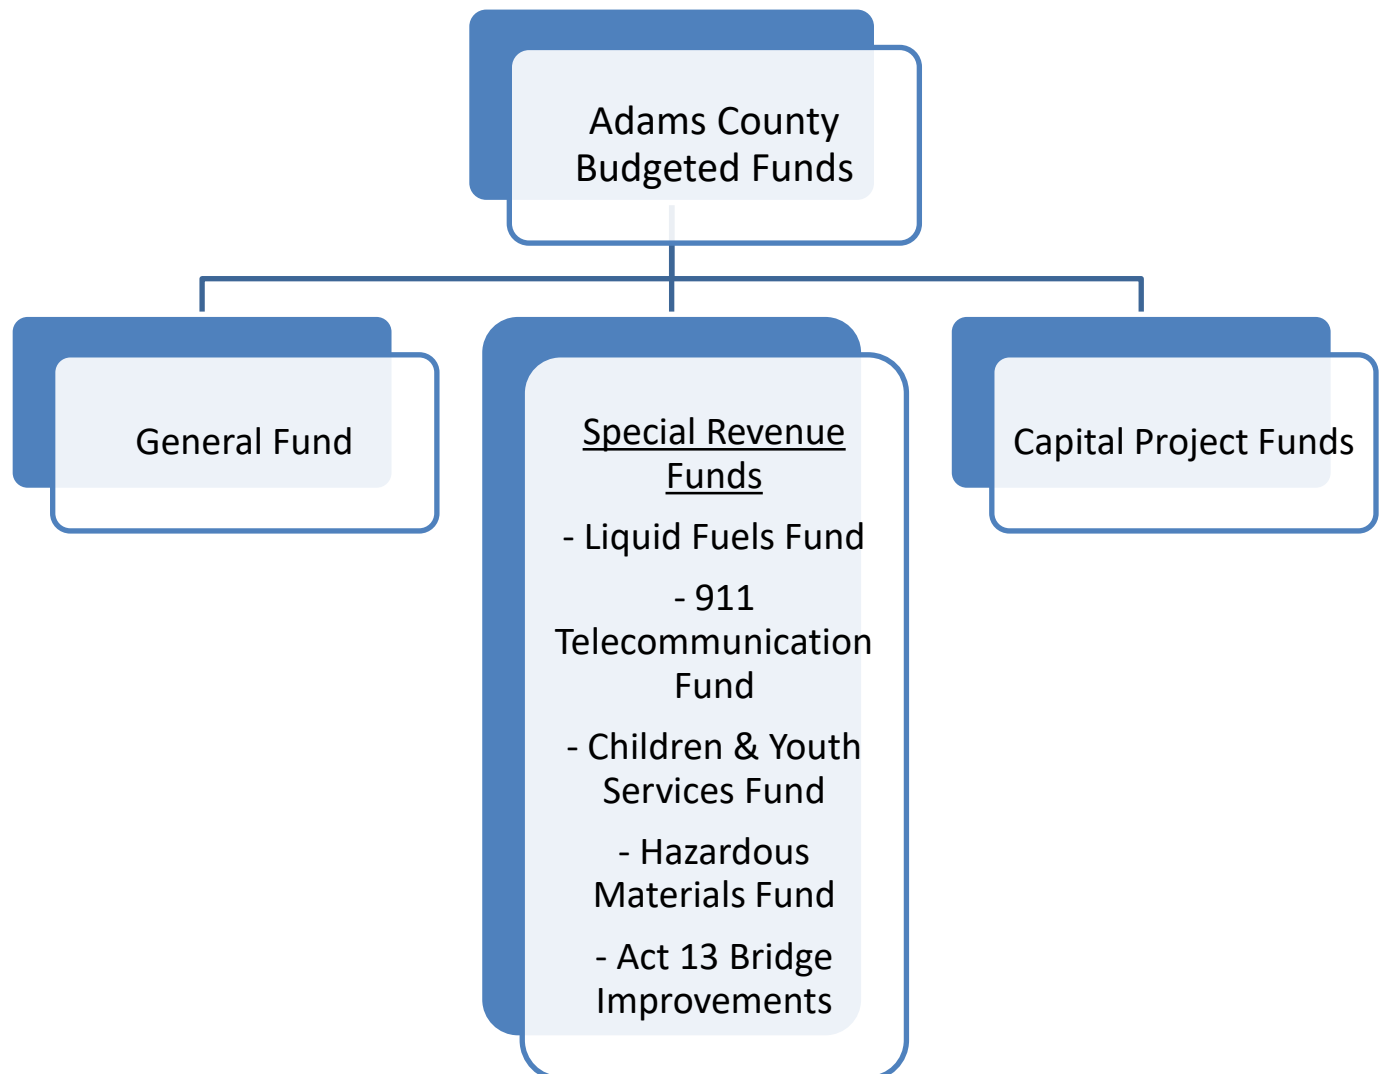 Adams County
Budgeted Funds
General Fund
Special Revenue
Funds
- Liquid Fuels Fund
- 911
Telecommunication
Fund
- Children & Youth
Services Fund
- Hazardous
Materials Fund
- Act 13 Bridge
Improvements
Capital Project Funds